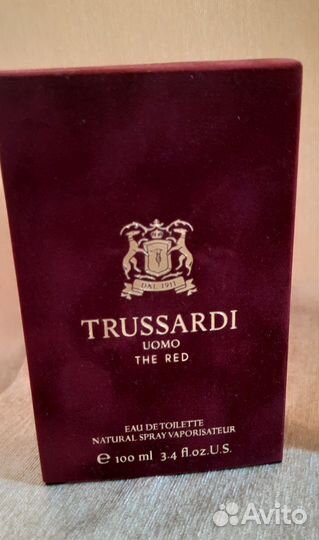 DAL 1911
TRUSSARDI
UOMO
THE RED
EAU DE TOILETTE
NATURAL SPRAY VAPORISATEUR
℮ 100 ml 3.4 fl.oz.U.S.
Avito